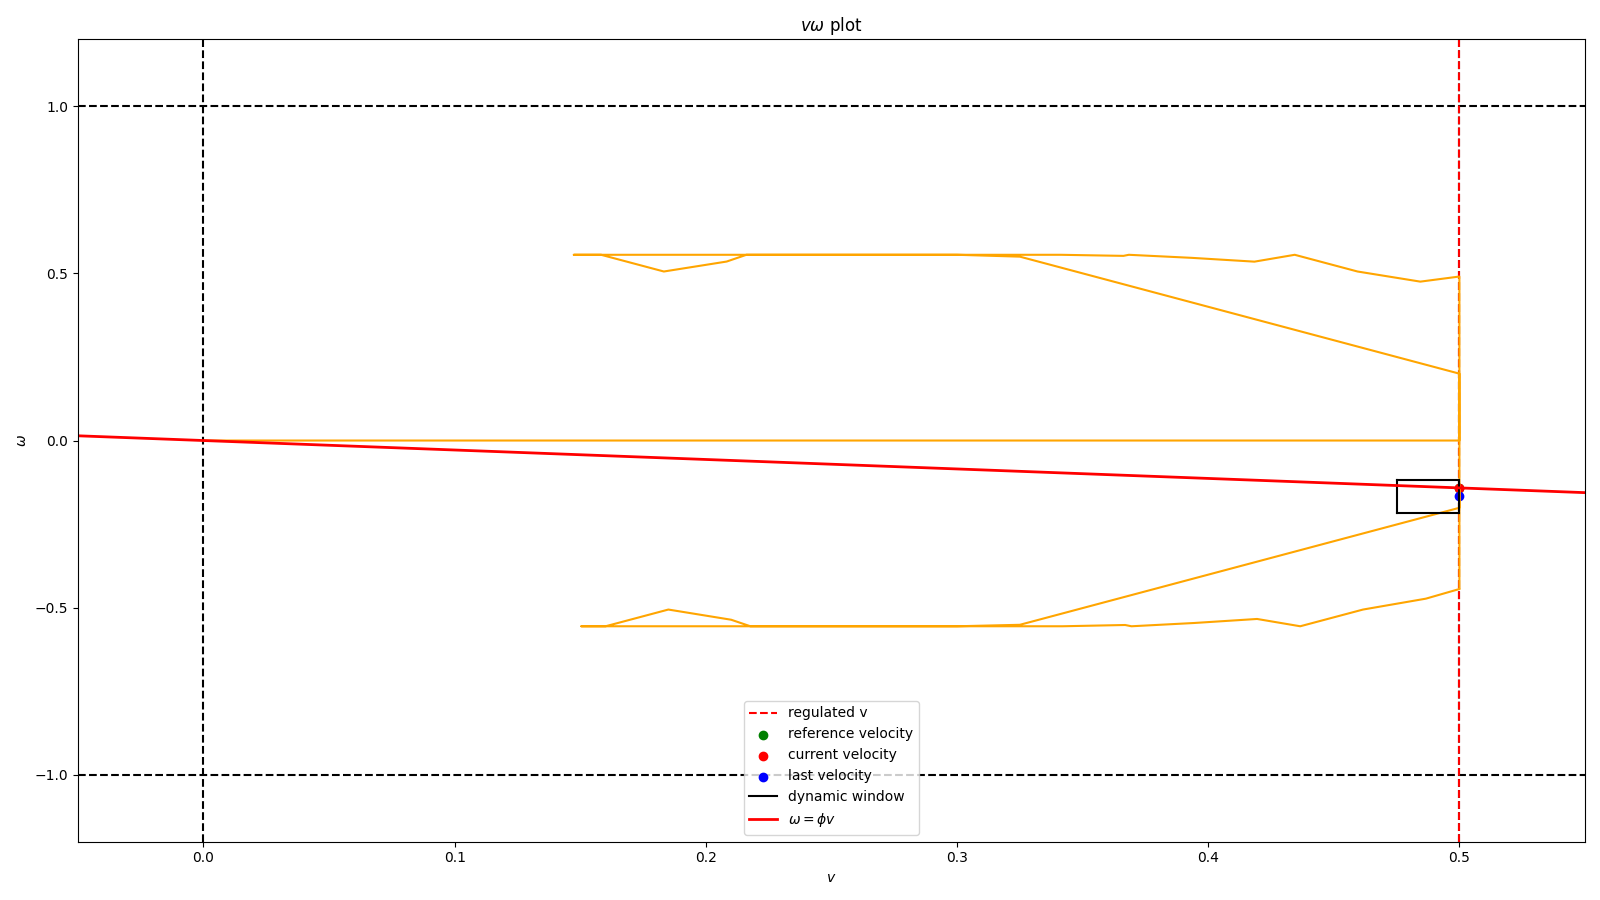 vω plot
1.0
0.5
0.0
−0.5
−1.0
ω
0.0
0.1
0.2
0.3
0.4
0.5
v
regulated v
reference velocity
current velocity
last velocity
dynamic window
ω = ϕv